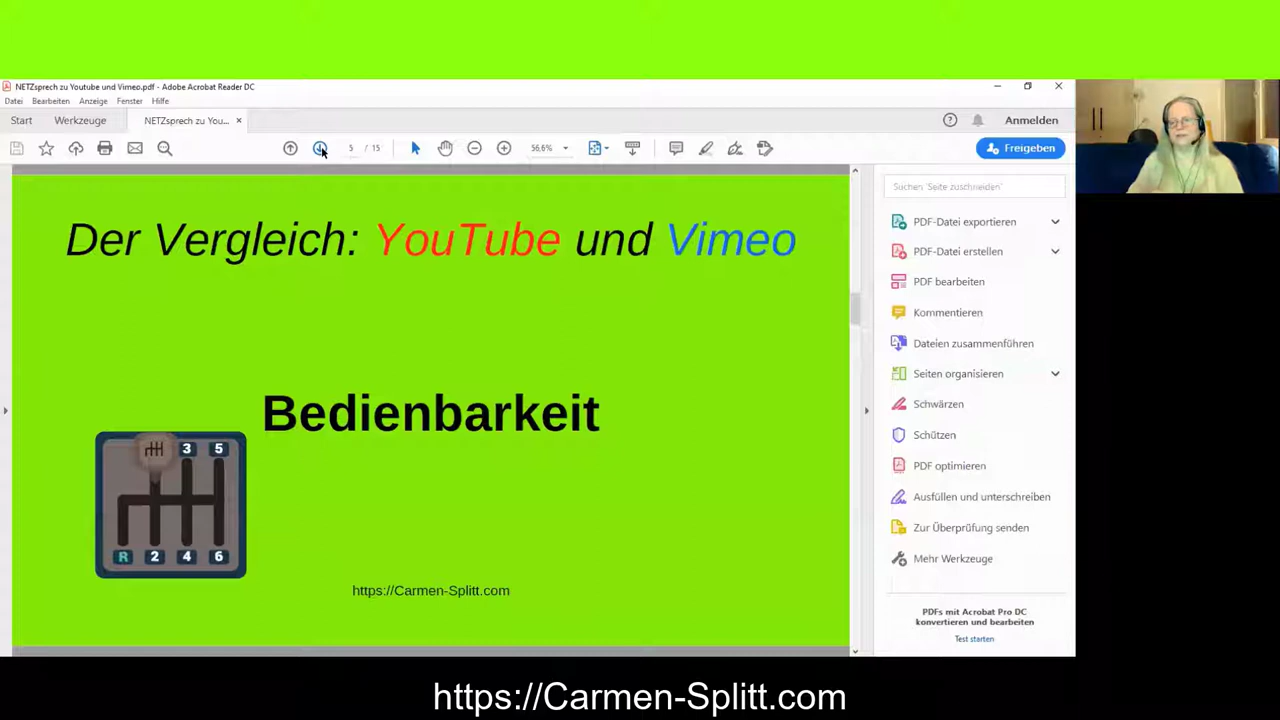 NETZsprech zu Youtube und Vimeo.pdf - Adobe Acrobat Reader DC
Datei Bearbeiten Anzeige Fenster Hilfe
Start Werkzeuge NETZsprech zu You... × Anmelden
5 / 15 56,6% Freigeben
Suchen 'Seite zuschneiden'
PDF-Datei exportieren
PDF-Datei erstellen
PDF bearbeiten
Kommentieren
Dateien zusammenführen
Seiten organisieren
Schwärzen
Schützen
PDF optimieren
Ausfüllen und unterschreiben
Zur Überprüfung senden
Mehr Werkzeuge
PDFs mit Acrobat Pro DC
konvertieren und bearbeiten
Test starten
Der Vergleich: YouTube und Vimeo
Bedienbarkeit
3 5
R 2 4 6
https://Carmen-Splitt.com
https://Carmen-Splitt.com